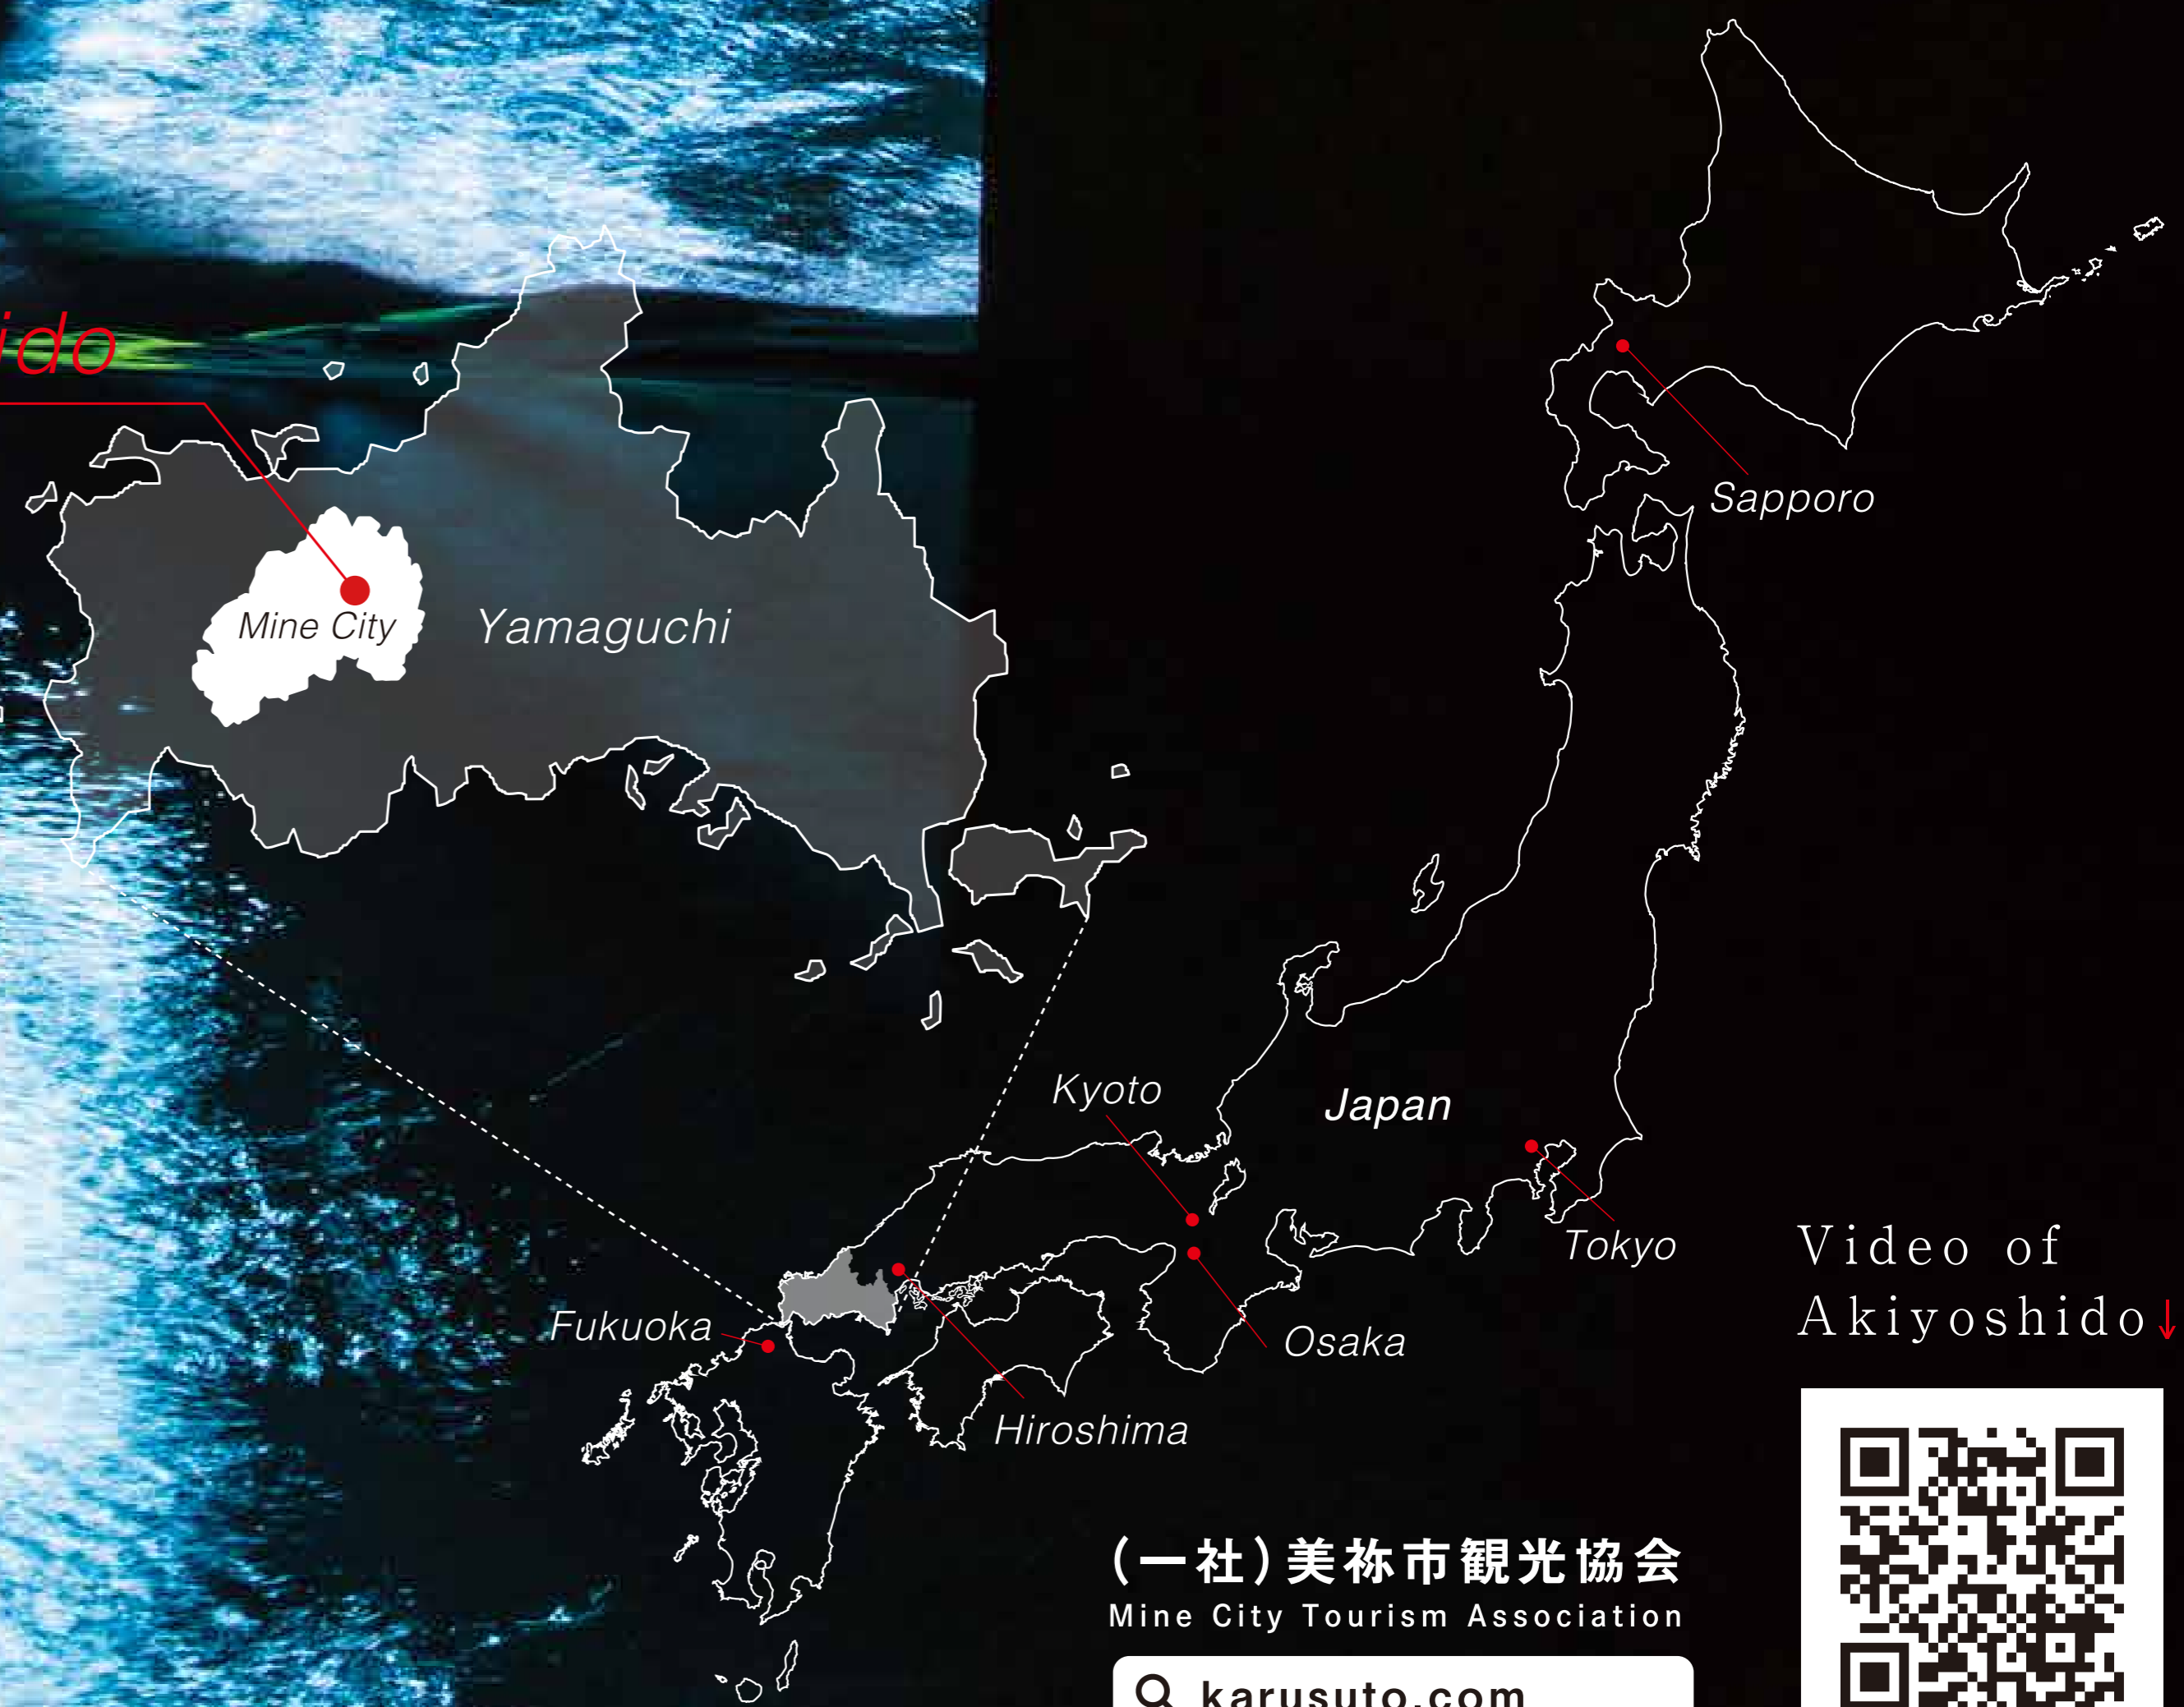 ido
Mine City
Yamaguchi
Sapporo
Kyoto
Japan
Tokyo
Fukuoka
Osaka
Hiroshima
Video of
Akiyoshido↓
(一社)美祢市観光協会
Mine City Tourism Association
karusuto.com